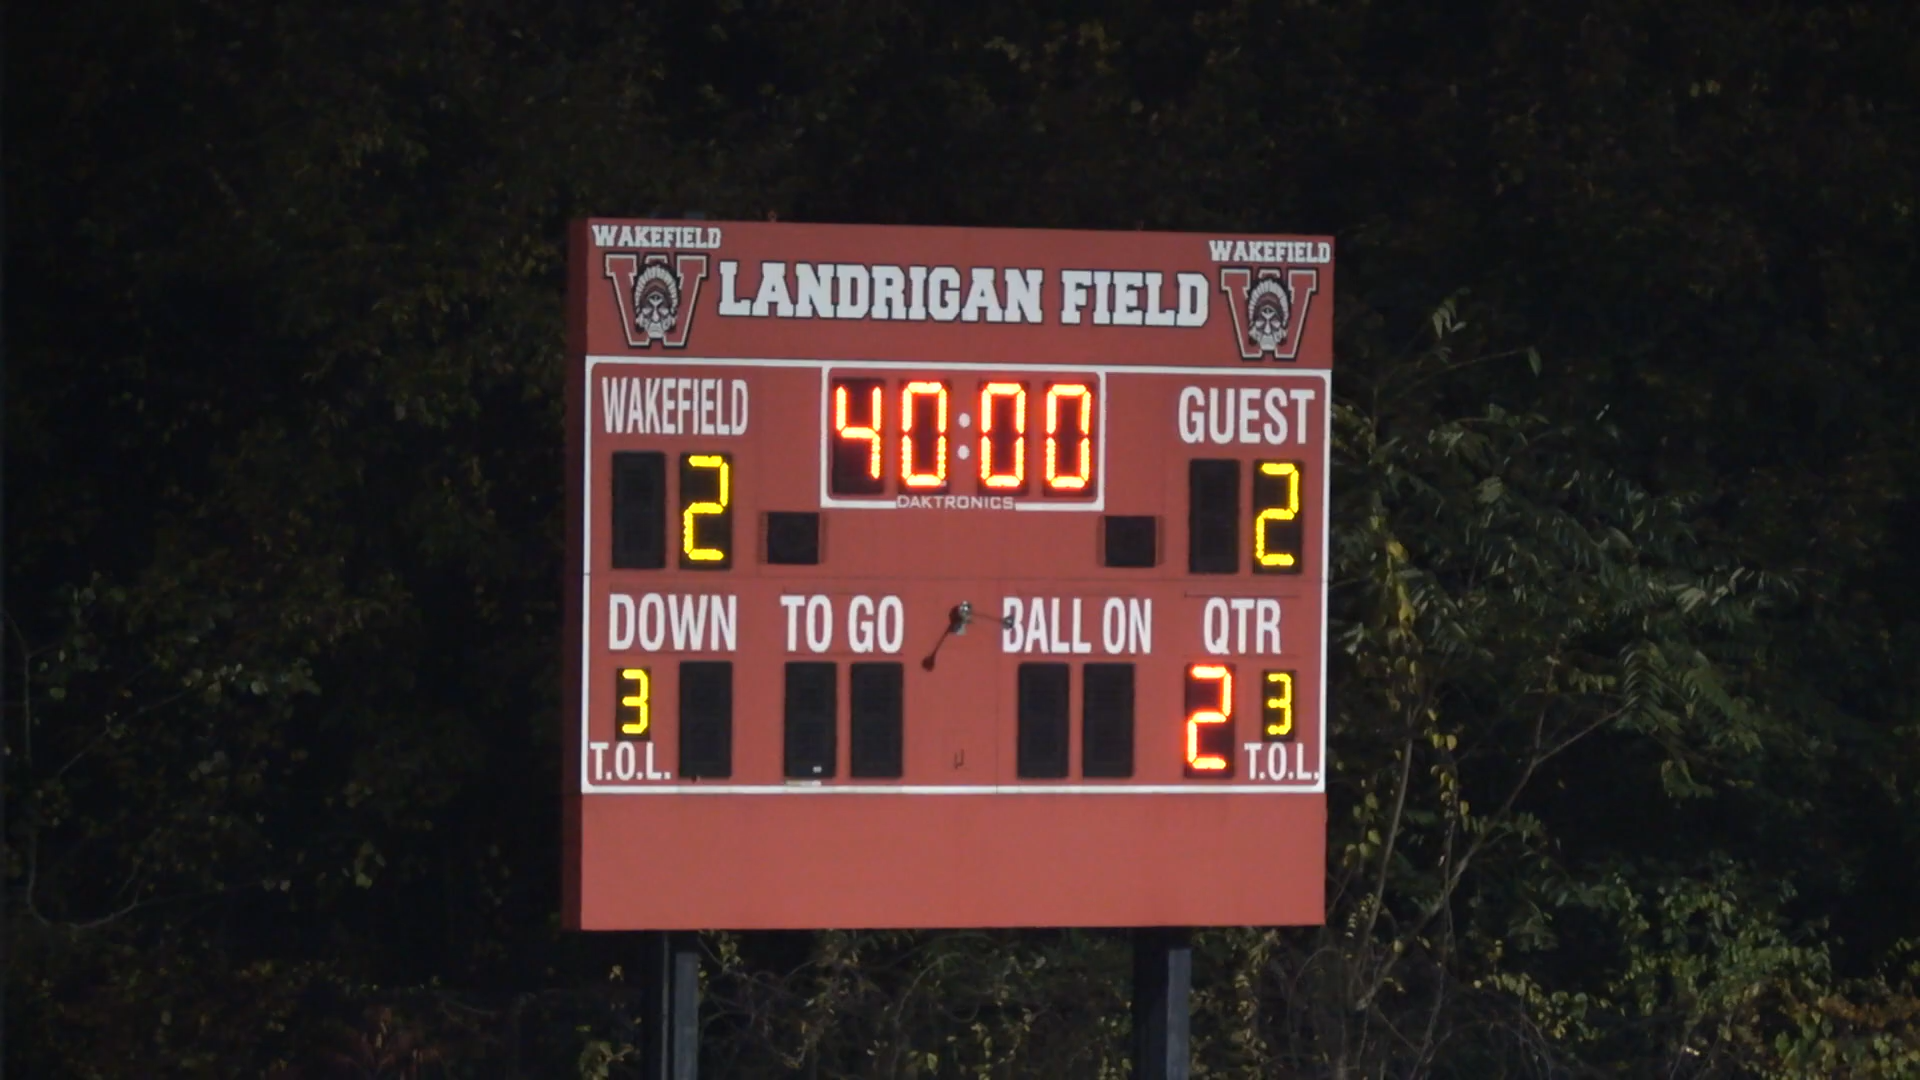 WAKEFIELD WAKEFIELD
W LANDRIGAN FIELD W
WAKEFIELD 40:00 GUEST
DAKTRONICS
2 2
DOWN TO GO BALL ON QTR
3 2 3
T.O.L. T.O.L.